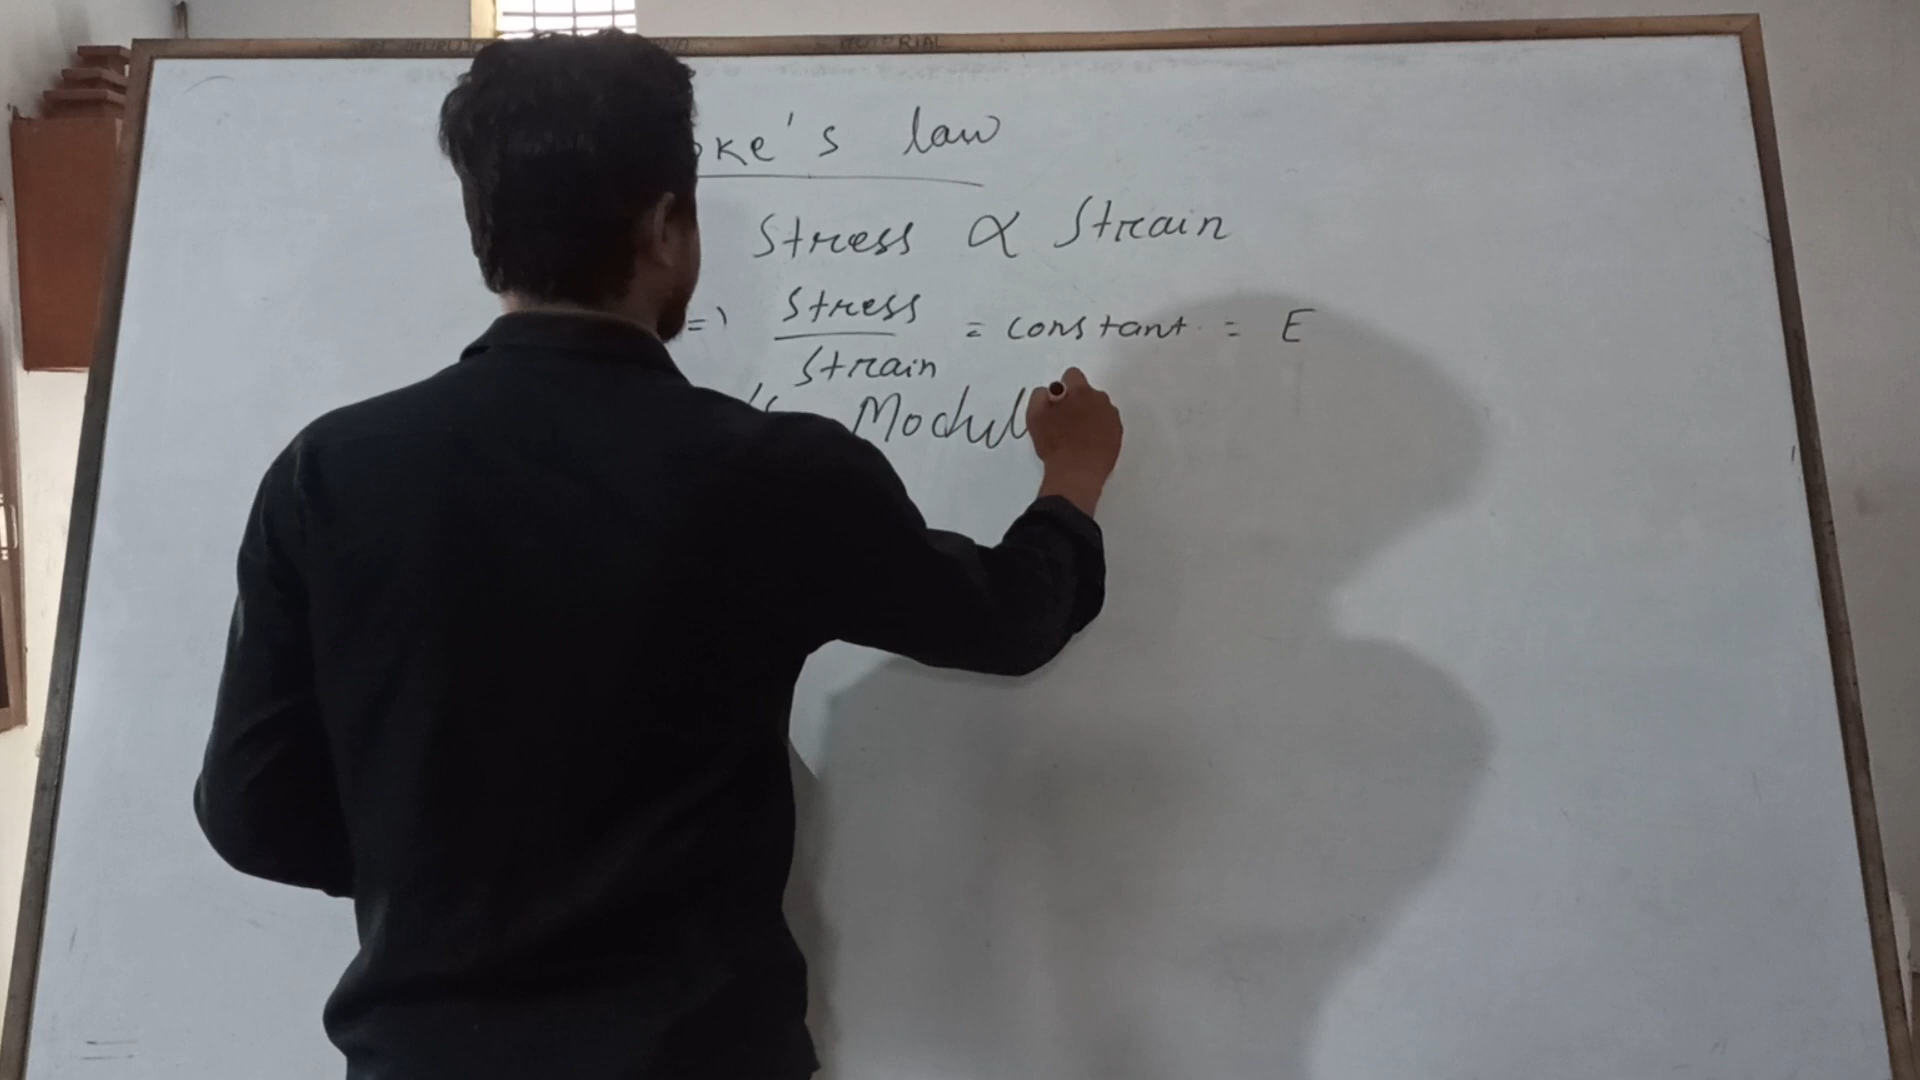 oke's law
Stress ∝ Strain
=) Stress
Strain = constant = E
Modul